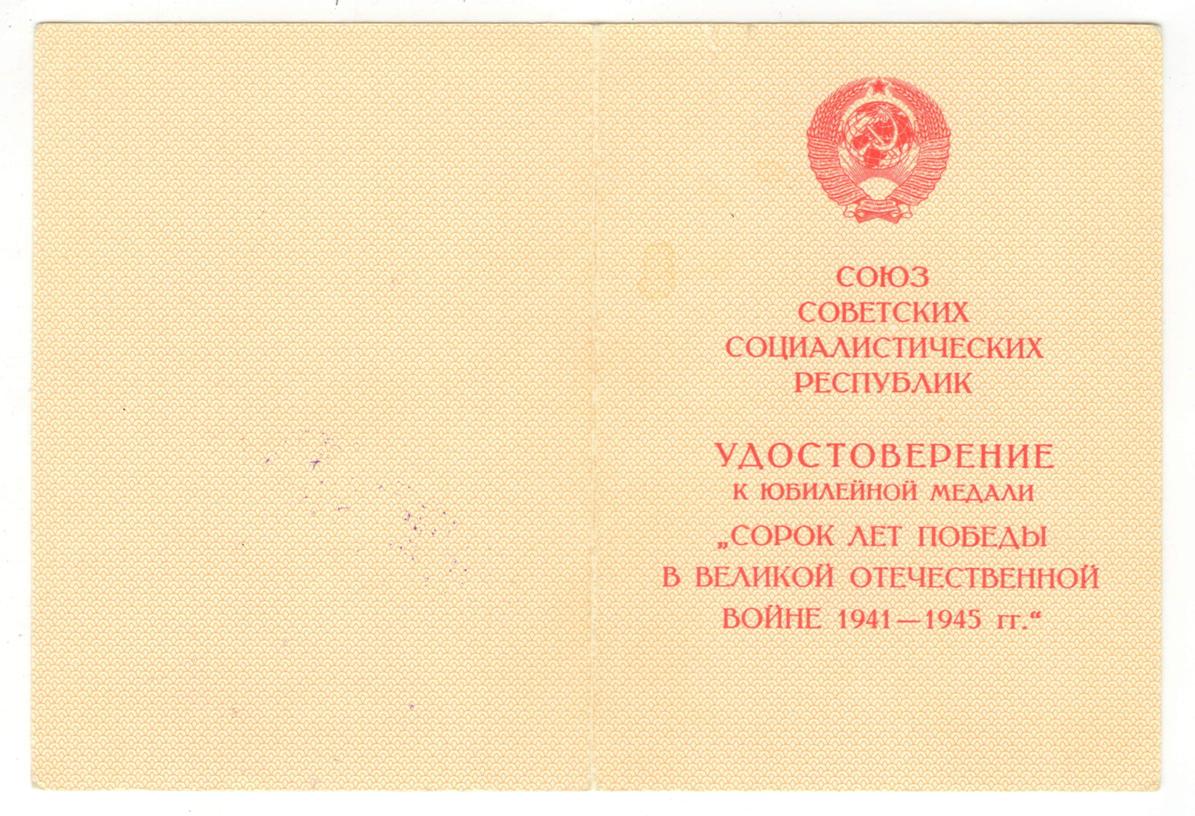 СОЮЗ
СОВЕТСКИХ
СОЦИАЛИСТИЧЕСКИХ
РЕСПУБЛИК
УДОСТОВЕРЕНИЕ
К ЮБИЛЕЙНОЙ МЕДАЛИ
„СОРОК ЛЕТ ПОБЕДЫ
В ВЕЛИКОЙ ОТЕЧЕСТВЕННОЙ
ВОЙНЕ 1941—1945 гг.“